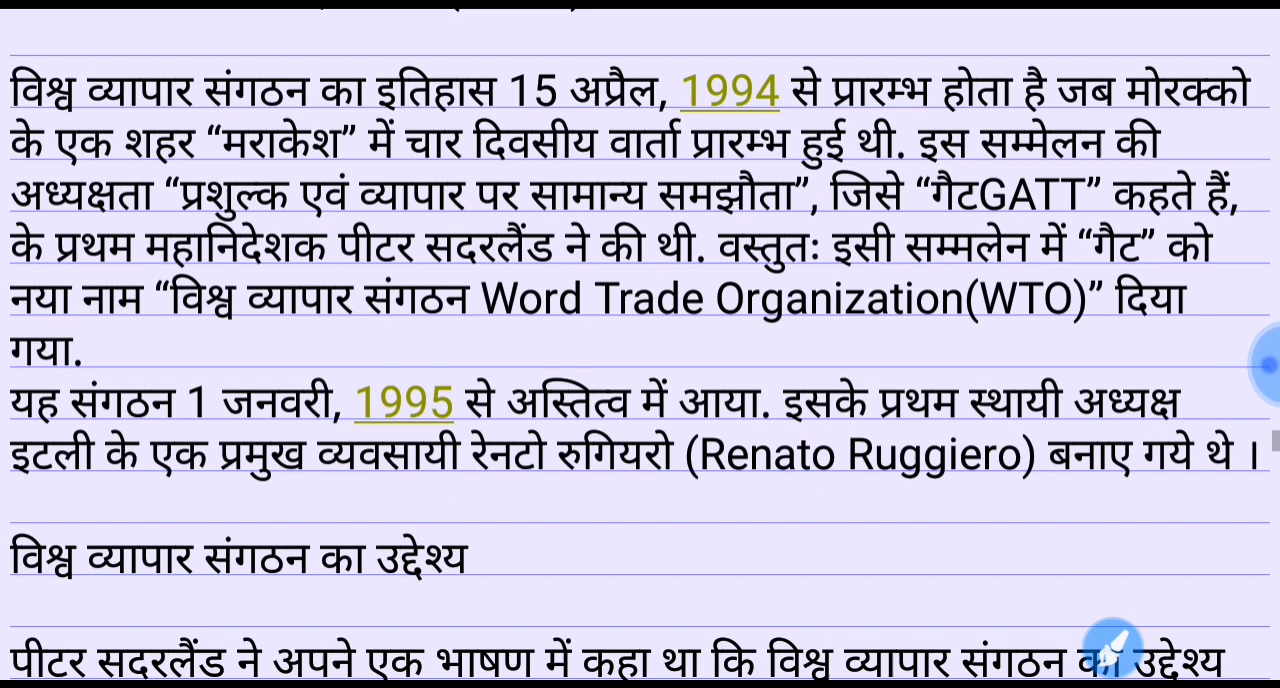 विश्व व्यापार संगठन का इतिहास 15 अप्रैल, 1994 से प्रारम्भ होता है जब मोरक्को
के एक शहर “मराकेश” में चार दिवसीय वार्ता प्रारम्भ हुई थी. इस सम्मेलन की
अध्यक्षता “प्रशुल्क एवं व्यापार पर सामान्य समझौता”, जिसे “गैटGATT” कहते हैं,
के प्रथम महानिदेशक पीटर सदरलैंड ने की थी. वस्तुतः इसी सम्मलेन में “गैट” को
नया नाम “विश्व व्यापार संगठन Word Trade Organization(WTO)” दिया
गया.
यह संगठन 1 जनवरी, 1995 से अस्तित्व में आया. इसके प्रथम स्थायी अध्यक्ष
इटली के एक प्रमुख व्यवसायी रेनटो रुगियरो (Renato Ruggiero) बनाए गये थे ।
विश्व व्यापार संगठन का उद्देश्य
पीटर सदरलैंड ने अपने एक भाषण में कहा था कि विश्व व्यापार संगठन का उद्देश्य